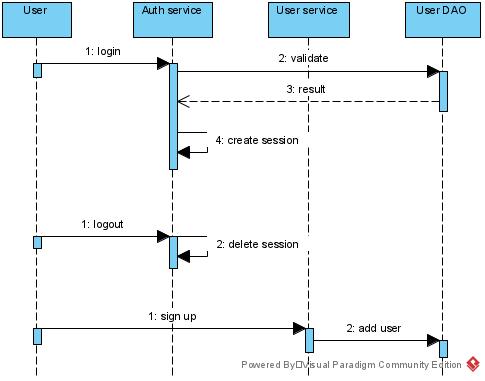 User
Auth service
User service
User DAO
1: login
2: validate
3: result
4: create session
1: logout
2: delete session
1: sign up
2: add user
Powered By Visual Paradigm Community Edition